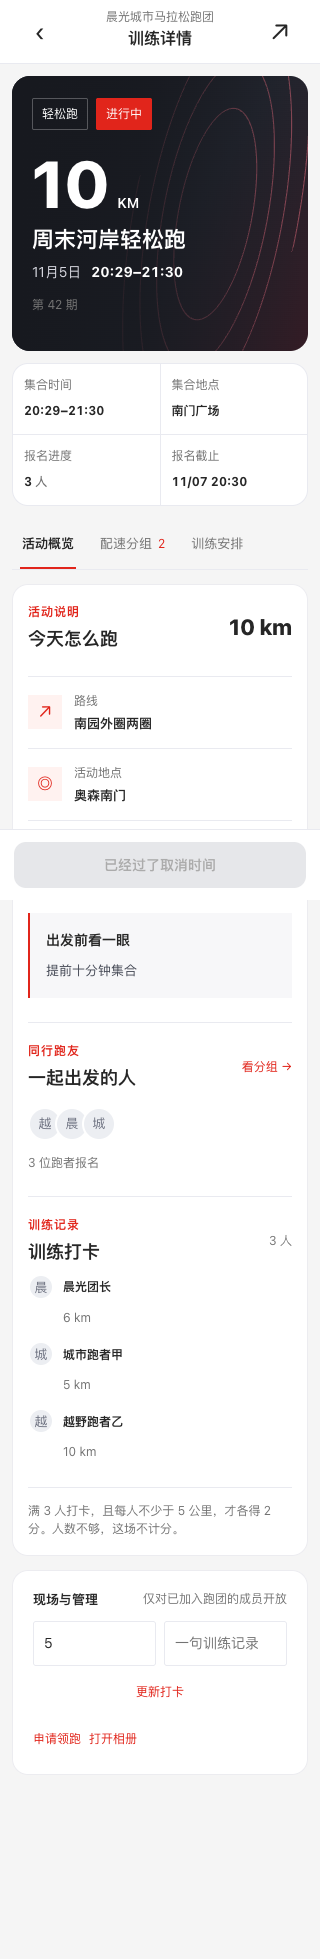 晨光城市马拉松跑团
训练详情
轻松跑 进行中
10 KM
周末河岸轻松跑
11月5日 20:29–21:30
第 42 期
集合时间
20:29–21:30
集合地点
南门广场
报名进度
3 人
报名截止
11/07 20:30
活动概览 配速分组 2 训练安排
活动说明
今天怎么跑
10 km
路线
南园外圈两圈
活动地点
奥森南门
已经过了取消时间
出发前看一眼
提前十分钟集合
同行跑友
一起出发的人
看分组 →
越 晨 城
3 位跑者报名
训练记录
训练打卡
3 人
晨 晨光团长
6 km
城 城市跑者甲
5 km
越 越野跑者乙
10 km
满 3 人打卡，且每人不少于 5 公里，才各得 2
分。人数不够，这场不计分。
现场与管理 仅对已加入跑团的成员开放
5 一句训练记录
更新打卡
申请领跑 打开相册